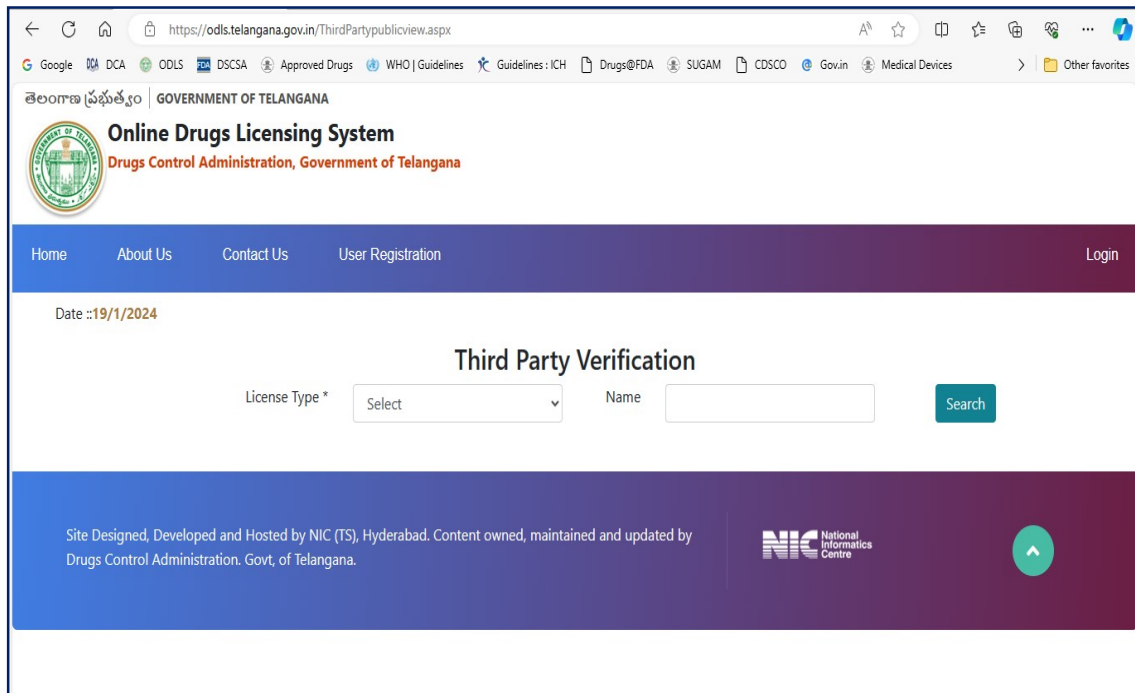 https://odls.telangana.gov.in/ThirdPartypublicview.aspx
Google DCA ODLS DSCSA Approved Drugs WHO | Guidelines Guidelines : ICH Drugs@FDA SUGAM CDSCO Gov.in Medical Devices Other favorites
తెలంగాణ ప్రభుత్వం GOVERNMENT OF TELANGANA
Online Drugs Licensing System
Drugs Control Administration, Government of Telangana
Home About Us Contact Us User Registration Login
Date ::19/1/2024
Third Party Verification
License Type * Select Name Search
Site Designed, Developed and Hosted by NIC (TS), Hyderabad. Content owned, maintained and updated by
Drugs Control Administration. Govt, of Telangana.
NIC National
Informatics
Centre